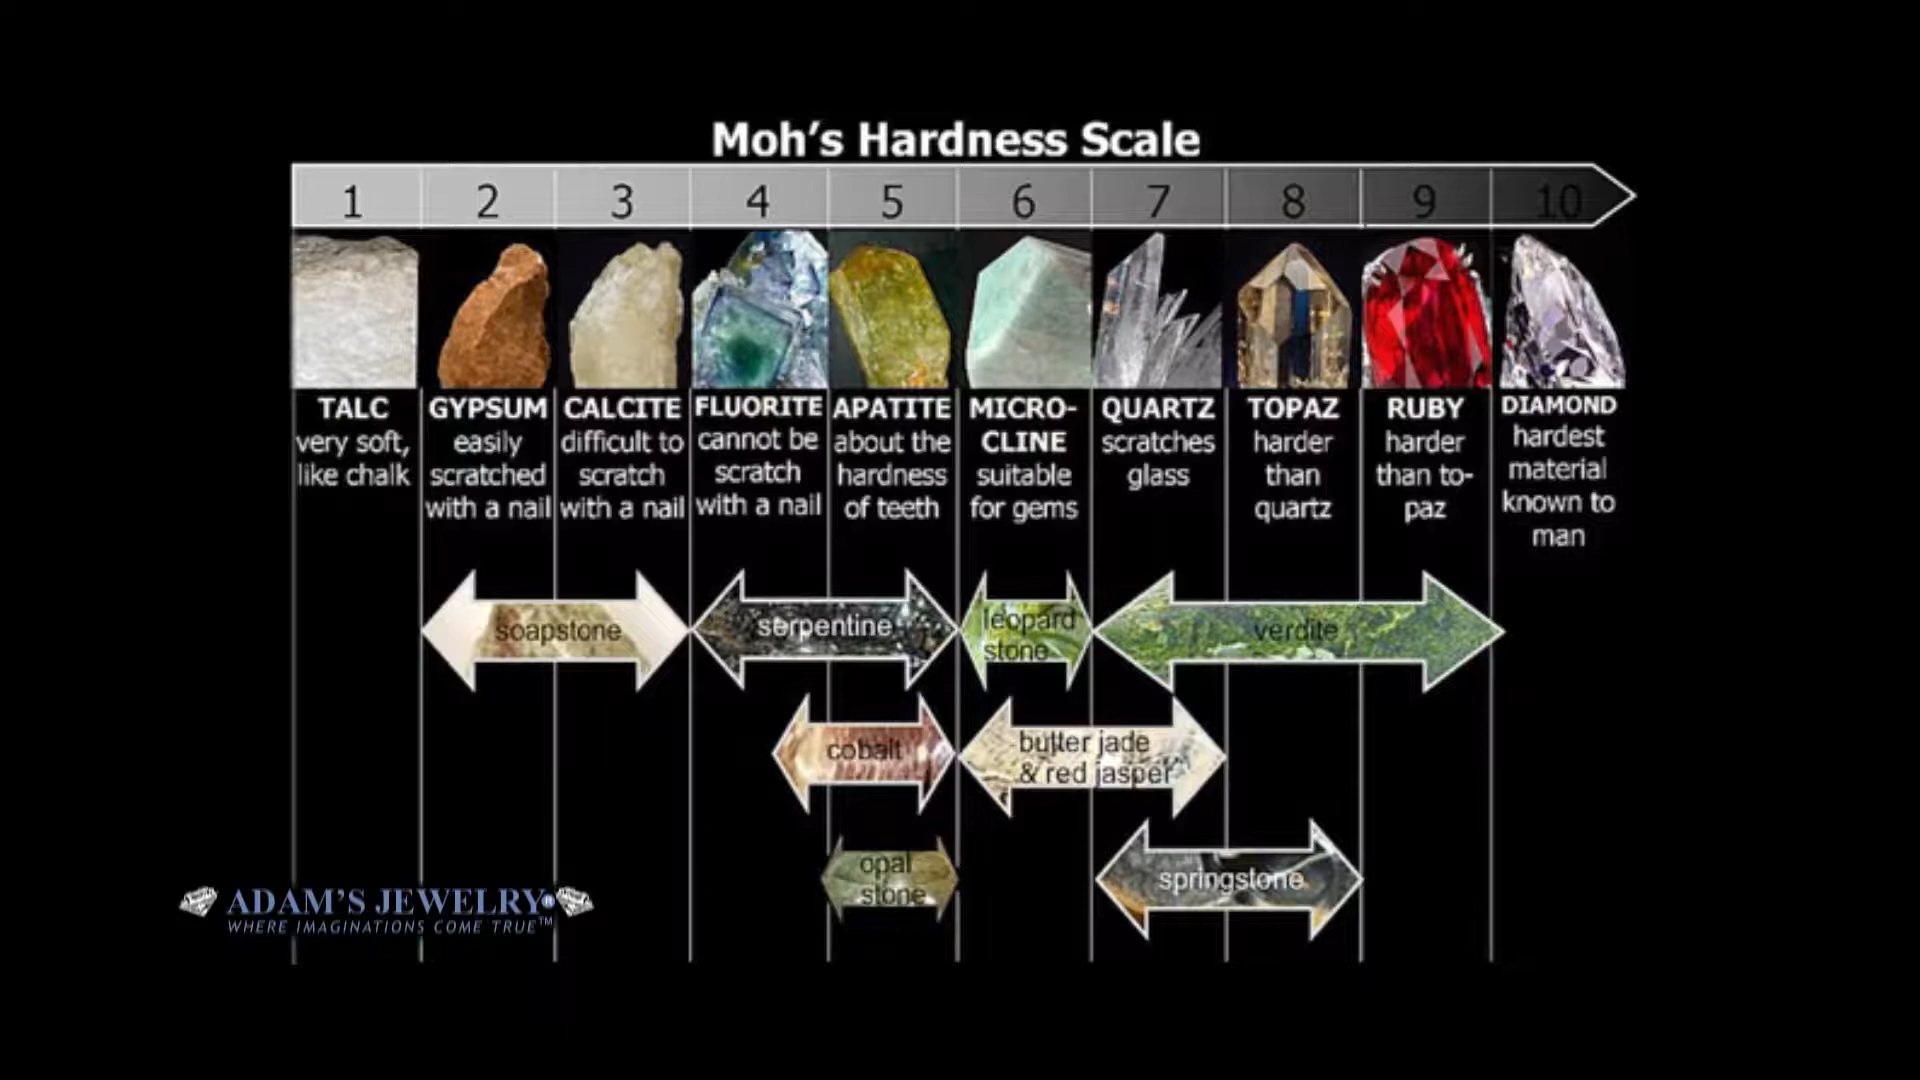 Moh's Hardness Scale
1 2 3 4 5 6 7 8 9 10
TALC
very soft,
like chalk
GYPSUM
easily
scratched
with a nail
CALCITE
difficult to
scratch
with a nail
FLUORITE
cannot be
scratch
with a nail
APATITE
about the
hardness
of teeth
MICRO-
CLINE
suitable
for gems
QUARTZ
scratches
glass
TOPAZ
harder
than
quartz
RUBY
harder
than to-
paz
DIAMOND
hardest
material
known to
man
soapstone
serpentine
leopard
stone
verdite
cobalt
butter jade
& red jasper
opal
stone
springstone
ADAM'S JEWELRY®
WHERE IMAGINATIONS COME TRUE™